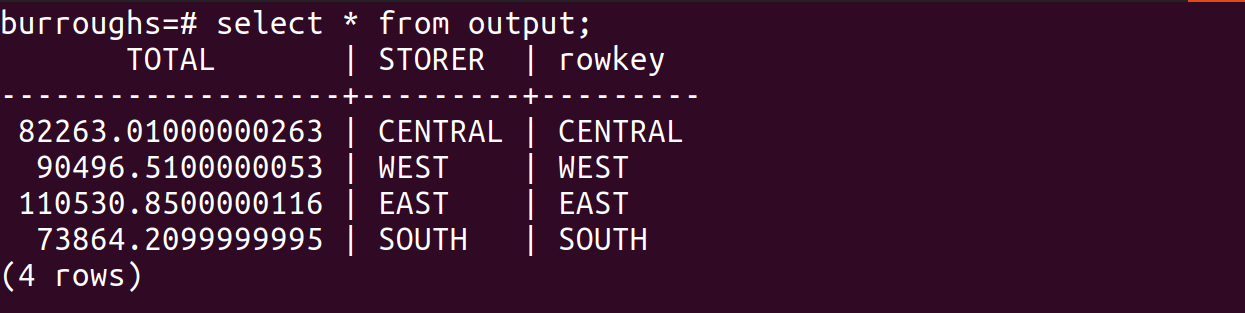 burroughs=# select * from output;
       TOTAL       | STORER  | rowkey
-------------------+---------+---------
 82263.01000000263 | CENTRAL | CENTRAL
  90496.5100000053 | WEST    | WEST
 110530.8500000116 | EAST    | EAST
  73864.2099999995 | SOUTH   | SOUTH
(4 rows)